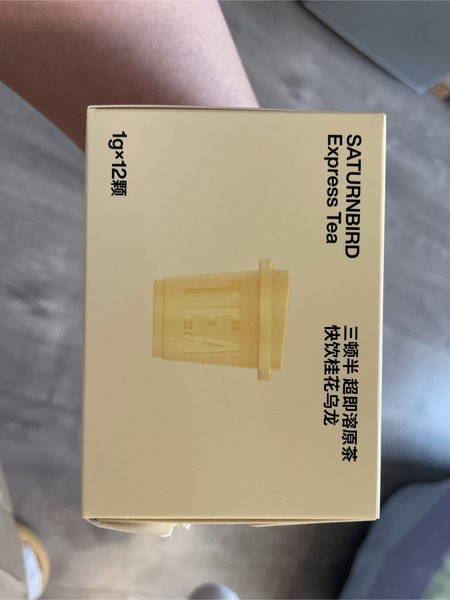 SATURNBIRD
Express Tea
三顿半 超即溶原茶
快饮桂花乌龙
TEA
1g×12颗